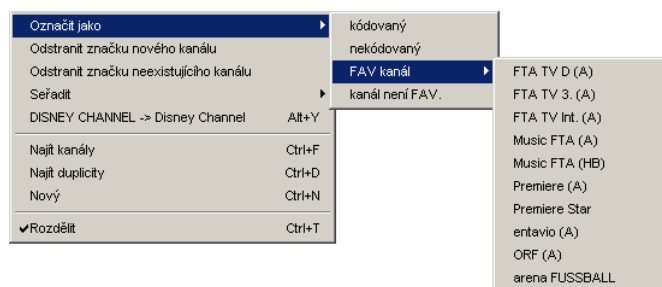 Označit jako
Odstranit značku nového kanálu
Odstranit značku neexistujícího kanálu
Seřadit
DISNEY CHANNEL -> Disney Channel Alt+Y
Najít kanály Ctrl+F
Najít duplicity Ctrl+D
Nový Ctrl+N
Rozdělit Ctrl+T
kódovaný
nekódovaný
FAV kanál
kanál není FAV.
FTA TV D (A)
FTA TV 3. (A)
FTA TV Int. (A)
Music FTA (A)
Music FTA (HB)
Premiere (A)
Premiere Star
entavio (A)
ORF (A)
arena FUSSBALL